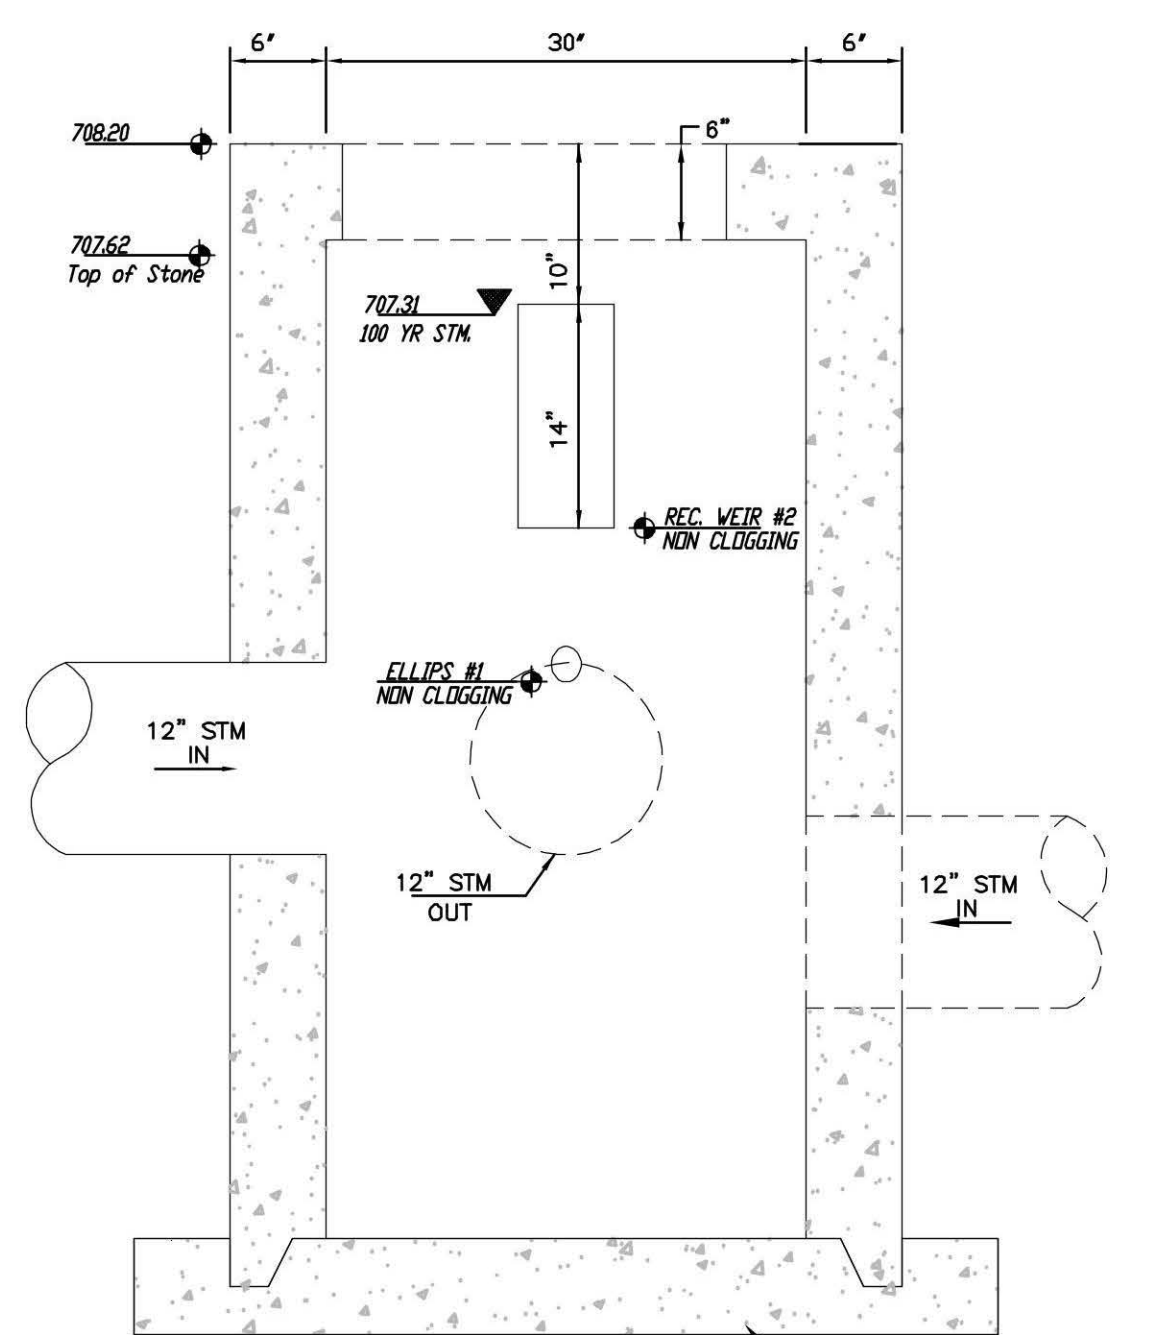 6" 30" 6"
708.20
6"
707.62
Top of Stone
10"
707.31
100 YR STM.
14"
REC. WEIR #2
NON CLOGGING
ELLIPS #1
NON CLOGGING
12" STM
IN
12" STM
OUT
12" STM
IN